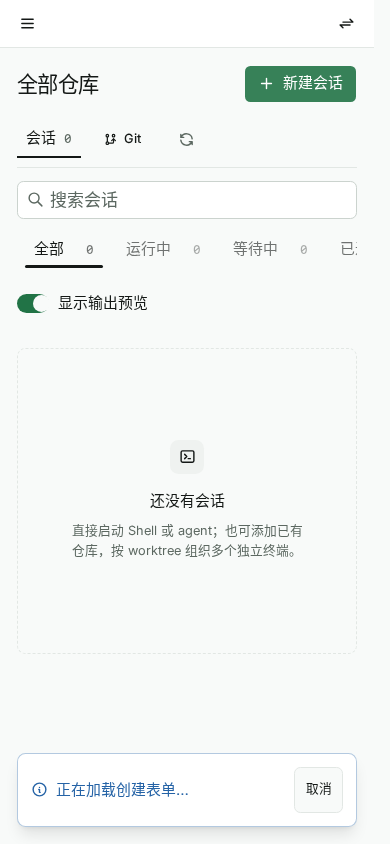 全部仓库
新建会话
会话 0
Git
搜索会话
全部 0
运行中 0
等待中 0
显示输出预览
还没有会话
直接启动 Shell 或 agent；也可添加已有
仓库，按 worktree 组织多个独立终端。
正在加载创建表单...
取消